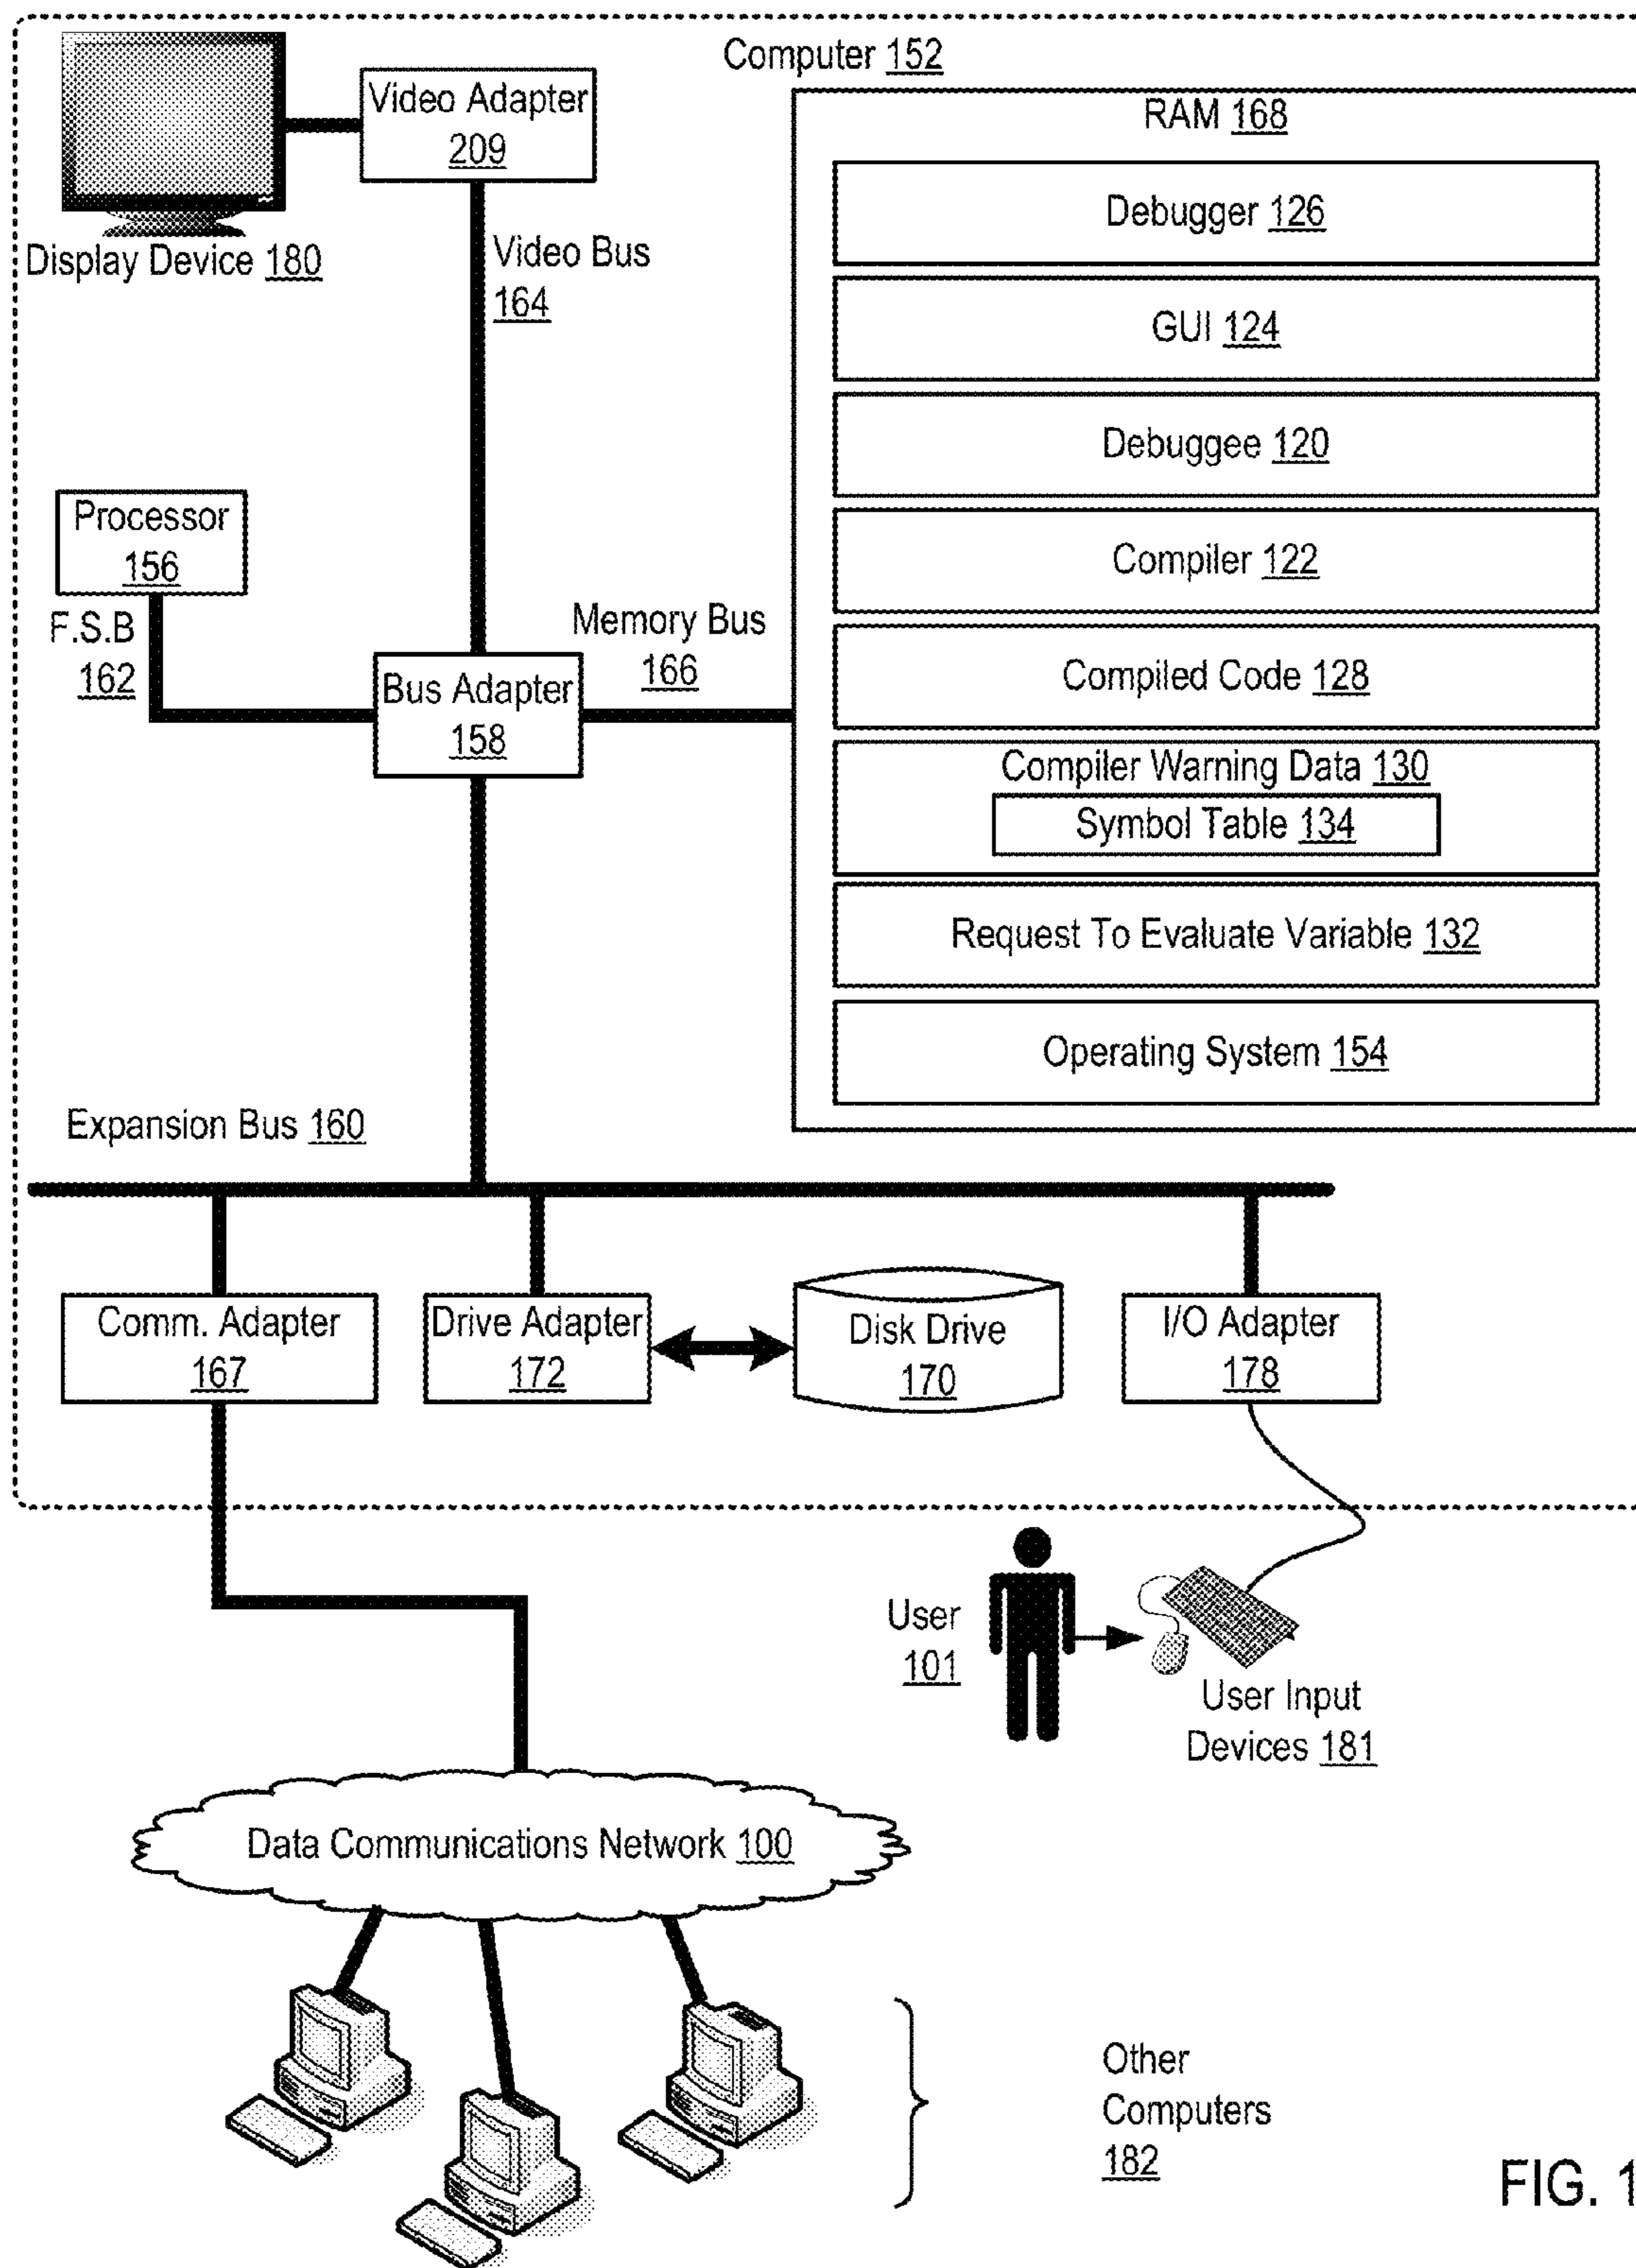 Computer 152
Video Adapter
209
Display Device 180
Video Bus
164
RAM 168
Debugger 126
GUI 124
Debuggee 120
Compiler 122
Compiled Code 128
Compiler Warning Data 130
Symbol Table 134
Request To Evaluate Variable 132
Operating System 154
Processor
156
F.S.B
162
Bus Adapter
158
Memory Bus
166
Expansion Bus 160
Comm. Adapter
167
Drive Adapter
172
Disk Drive
170
I/O Adapter
178
User
101
User Input
Devices 181
Data Communications Network 100
Other
Computers
182
FIG. 1